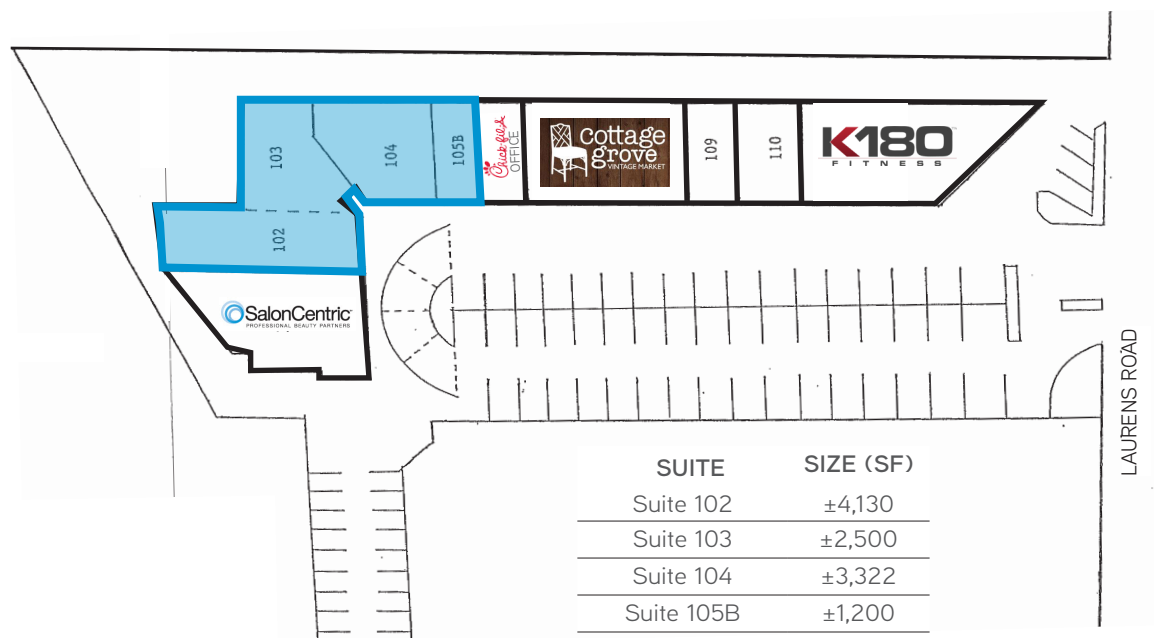 103
104
105B
Chick-fil-A
OFFICE
Cottage
grove
VINTAGE MARKET
109
110
K180
FITNESS
102
SalonCentric
PROFESSIONAL BEAUTY PARTNERS
LAURENS ROAD
SUITE SIZE (SF)
Suite 102 ±4,130
Suite 103 ±2,500
Suite 104 ±3,322
Suite 105B ±1,200